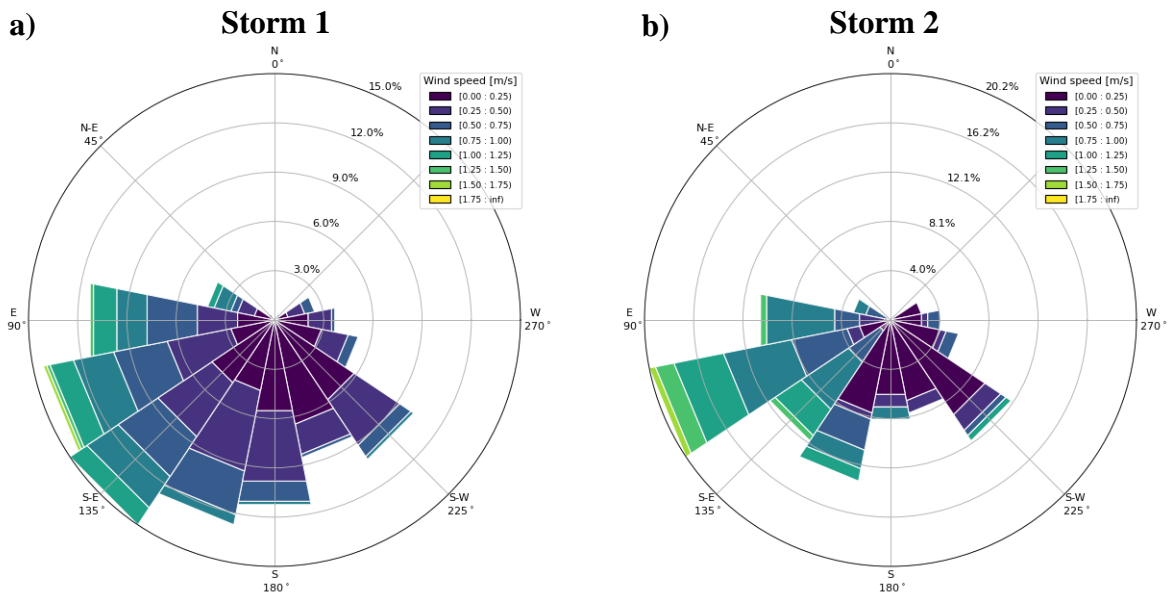 a)
Storm 1
N
0°
15.0%
12.0%
9.0%
6.0%
3.0%
N-E
45°
E
90°
S-E
135°
S
180°
S-W
225°
W
270°
Wind speed [m/s]
[0.00 : 0.25)
[0.25 : 0.50)
[0.50 : 0.75)
[0.75 : 1.00)
[1.00 : 1.25)
[1.25 : 1.50)
[1.50 : 1.75)
[1.75 : inf)
b)
Storm 2
N
0°
20.2%
16.2%
12.1%
8.1%
4.0%
N-E
45°
E
90°
S-E
135°
S
180°
S-W
225°
W
270°
Wind speed [m/s]
[0.00 : 0.25)
[0.25 : 0.50)
[0.50 : 0.75)
[0.75 : 1.00)
[1.00 : 1.25)
[1.25 : 1.50)
[1.50 : 1.75)
[1.75 : inf)